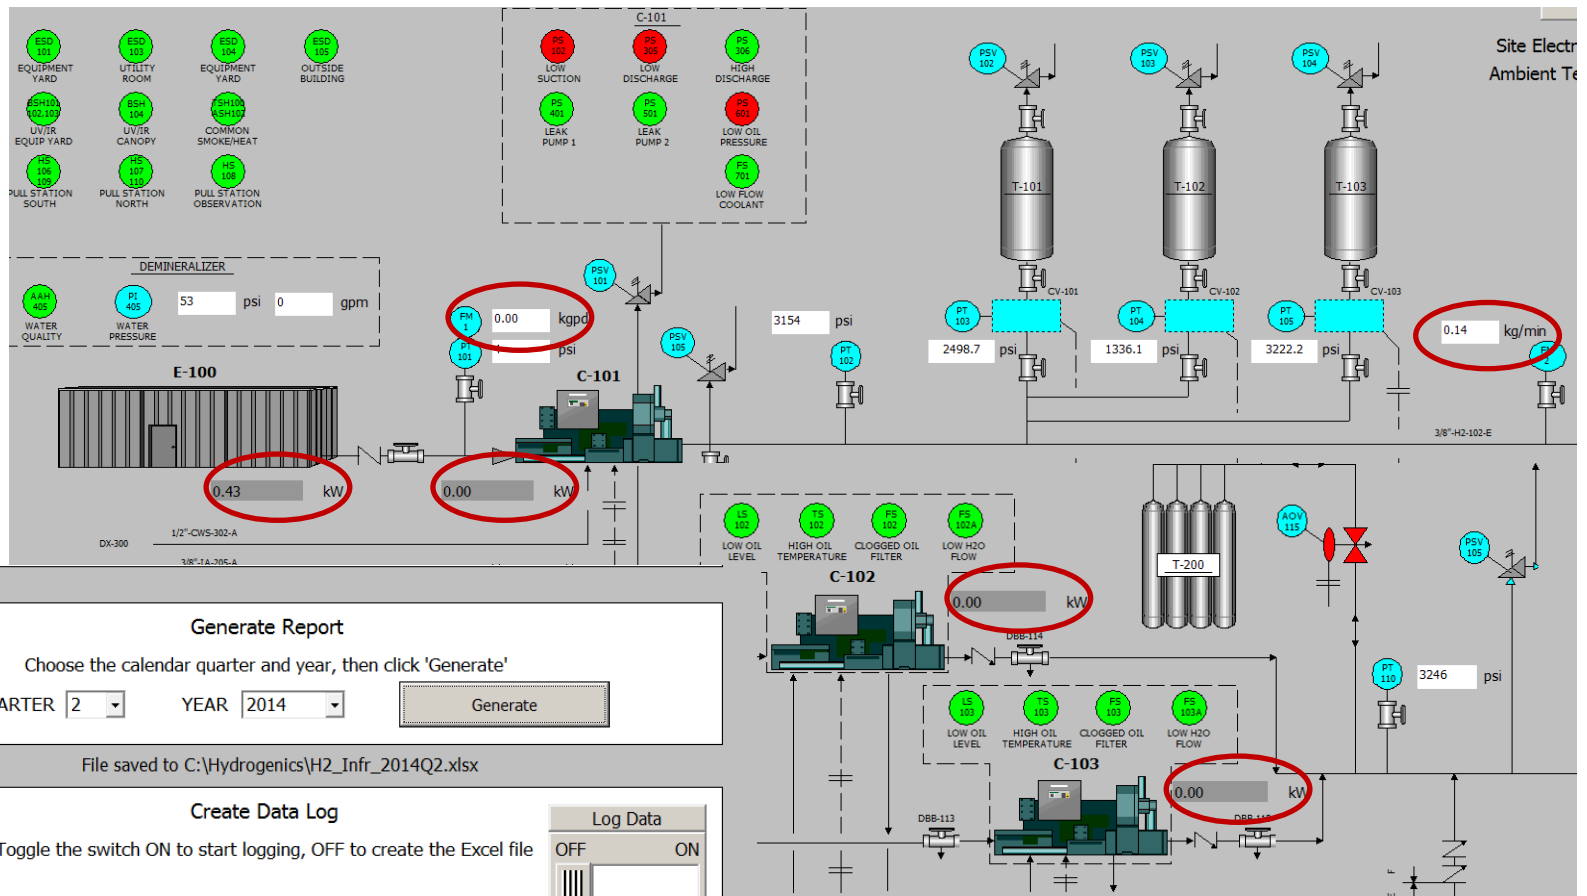 C-101
Site Electr
Ambient Te
ESD 101
EQUIPMENT YARD
ESD 103
UTILITY ROOM
ESD 104
EQUIPMENT YARD
ESD 105
OUTSIDE BUILDING
PS 102
LOW SUCTION
PS 305
LOW DISCHARGE
PS 306
HIGH DISCHARGE
PSV 102
PSV 103
PSV 104
BSH101 102,103
UV/IR EQUIP YARD
BSH 104
UV/IR CANOPY
TSH100 ASH102
COMMON SMOKE/HEAT
PS 401
LEAK PUMP 1
PS 501
LEAK PUMP 2
PS 601
LOW OIL PRESSURE
HS 106 109
PULL STATION SOUTH
HS 107 110
PULL STATION NORTH
HS 108
PULL STATION OBSERVATION
FS 701
LOW FLOW COOLANT
T-101
T-102
T-103
DEMINERALIZER
AAH 405
WATER QUALITY
PI 405
WATER PRESSURE
53 psi
0 gpm
PSV 101
CV-101
CV-102
CV-103
FM 1
0.00 kgpd
PT 101
psi
3154 psi
PT 102
PSV 105
PT 103
2498.7 psi
PT 104
1336.1 psi
PT 105
3222.2 psi
0.14 kg/min
2
E-100
C-101
3/8"-H2-102-E
0.43 kW
0.00 kW
1/2"-CWS-302-A
DX-300
3/8"-IA-205-A
LS 102
LOW OIL LEVEL
TS 102
HIGH OIL TEMPERATURE
FS 102
CLOGGED OIL FILTER
FS 102A
LOW H2O FLOW
AOV 115
PSV 105
T-200
C-102
0.00 kW
DBB-114
Generate Report
Choose the calendar quarter and year, then click 'Generate'
ARTER 2 YEAR 2014 Generate
File saved to C:\Hydrogenics\H2_Infr_2014Q2.xlsx
PT 110
3246 psi
LS 103
LOW OIL LEVEL
TS 103
HIGH OIL TEMPERATURE
FS 103
CLOGGED OIL FILTER
FS 103A
LOW H2O FLOW
C-103
0.00 kW
DBB-113
Create Data Log
Toggle the switch ON to start logging, OFF to create the Excel file
Log Data
OFF ON